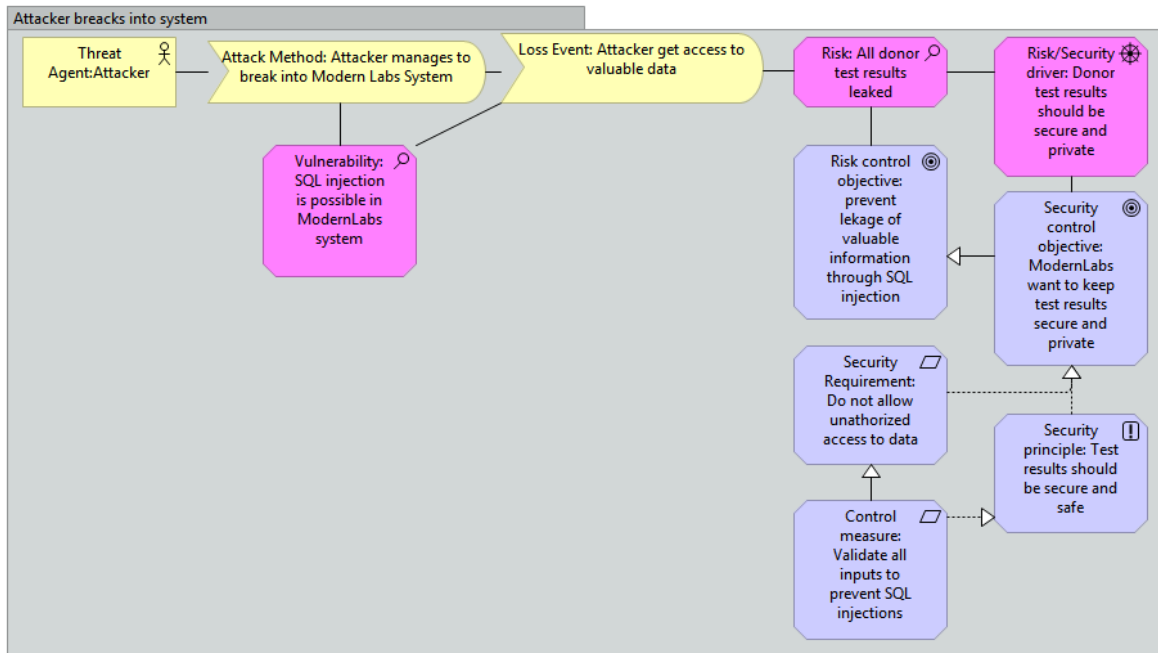 Attacker breacks into system
Threat
Agent:Attacker
Attack Method: Attacker manages to
break into Modern Labs System
Loss Event: Attacker get access to
valuable data
Risk: All donor
test results
leaked
Risk/Security
driver: Donor
test results
should be
secure and
private
Vulnerability:
SQL injection
is possible in
ModernLabs
system
Risk control
objective:
prevent
lekage of
valuable
information
through SQL
injection
Security
control
objective:
ModernLabs
want to keep
test results
secure and
private
Security
Requirement:
Do not allow
unathorized
access to data
Security
principle: Test
results should
be secure and
safe
Control
measure:
Validate all
inputs to
prevent SQL
injections